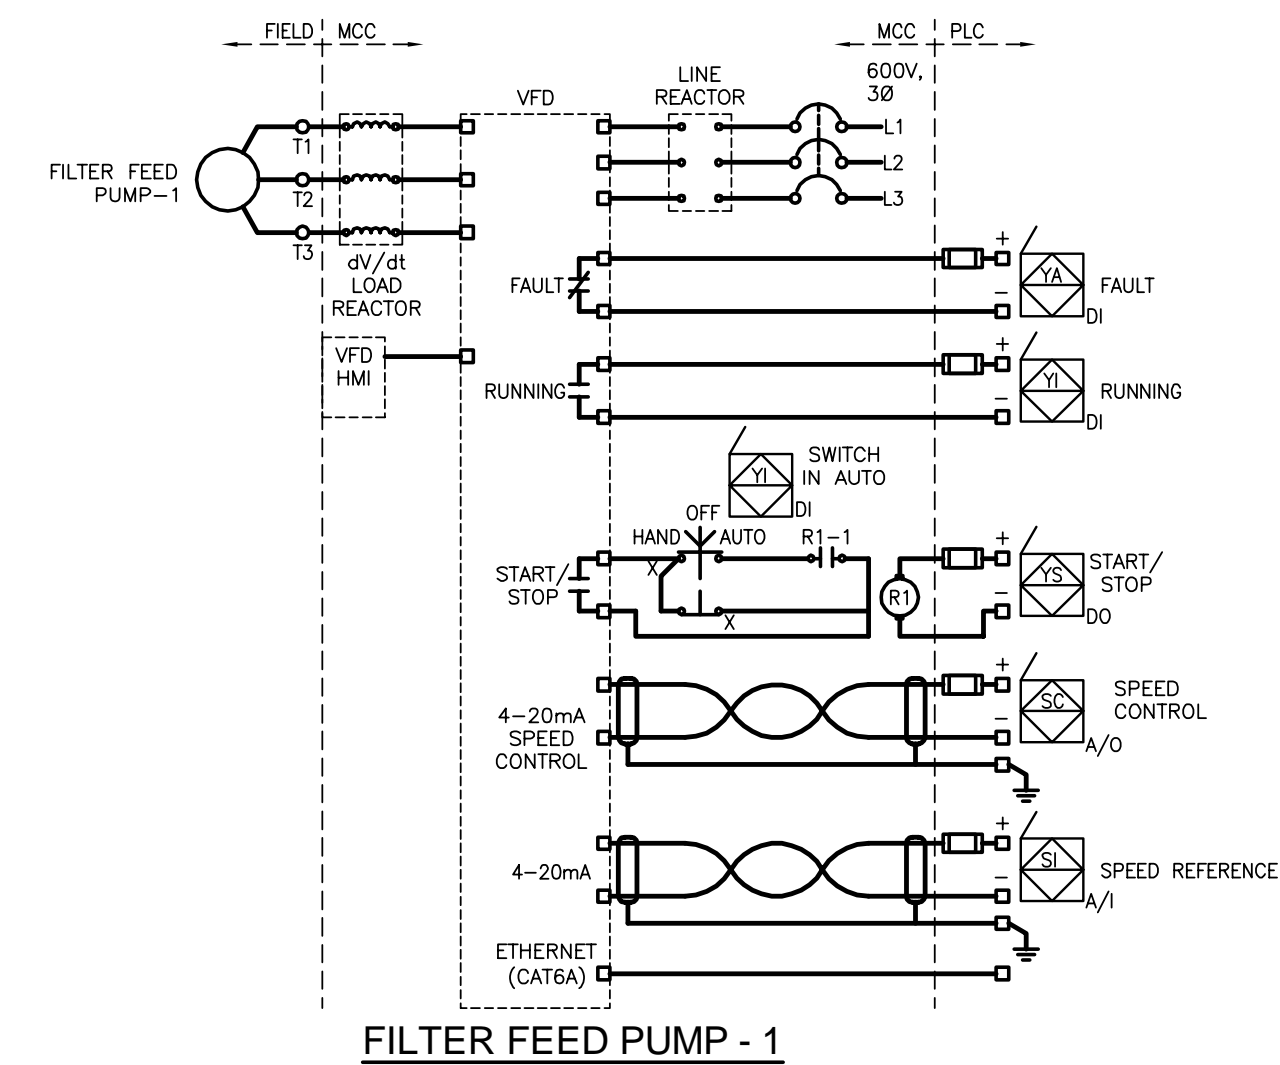 FIELD MCC
MCC PLC
600V,
3Ø
LINE
REACTOR
VFD
T1
T2
T3
L1
L2
L3
FILTER FEED
PUMP-1
dV/dt
LOAD
REACTOR
VFD
HMI
FAULT
+
-
YA
DI
FAULT
RUNNING
+
-
YI
DI
RUNNING
YI
DI
SWITCH
IN AUTO
OFF
HAND AUTO
R1-1
X
X
START/
STOP
R1
+
-
YS
DO
START/
STOP
4-20mA
SPEED
CONTROL
+
-
SC
A/O
SPEED
CONTROL
4-20mA
+
-
SI
A/I
SPEED REFERENCE
ETHERNET
(CAT6A)
FILTER FEED PUMP - 1